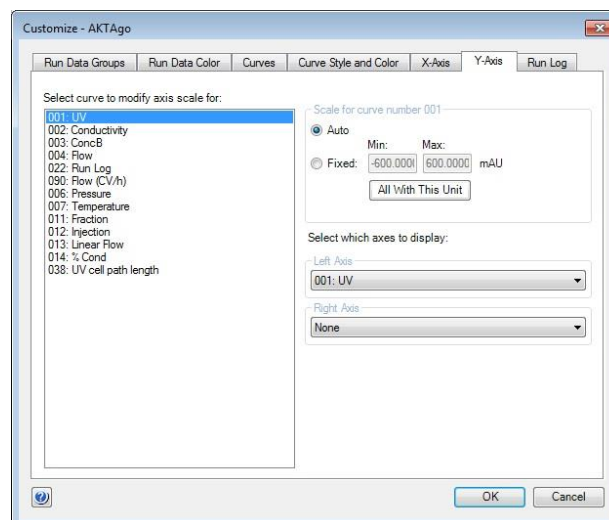 Customize - AKTAgo
Run Data Groups
Run Data Color
Curves
Curve Style and Color
X-Axis
Y-Axis
Run Log
Select curve to modify axis scale for:
001: UV
002: Conductivity
003: ConcB
004: Flow
022: Run Log
090: Flow (CV/h)
006: Pressure
007: Temperature
011: Fraction
012: Injection
013: Linear Flow
014: % Cond
038: UV cell path length
Scale for curve number 001
Auto
Min: Max:
Fixed: -600.000 600.0000 mAU
All With This Unit
Select which axes to display:
Left Axis
001: UV
Right Axis
None
OK
Cancel